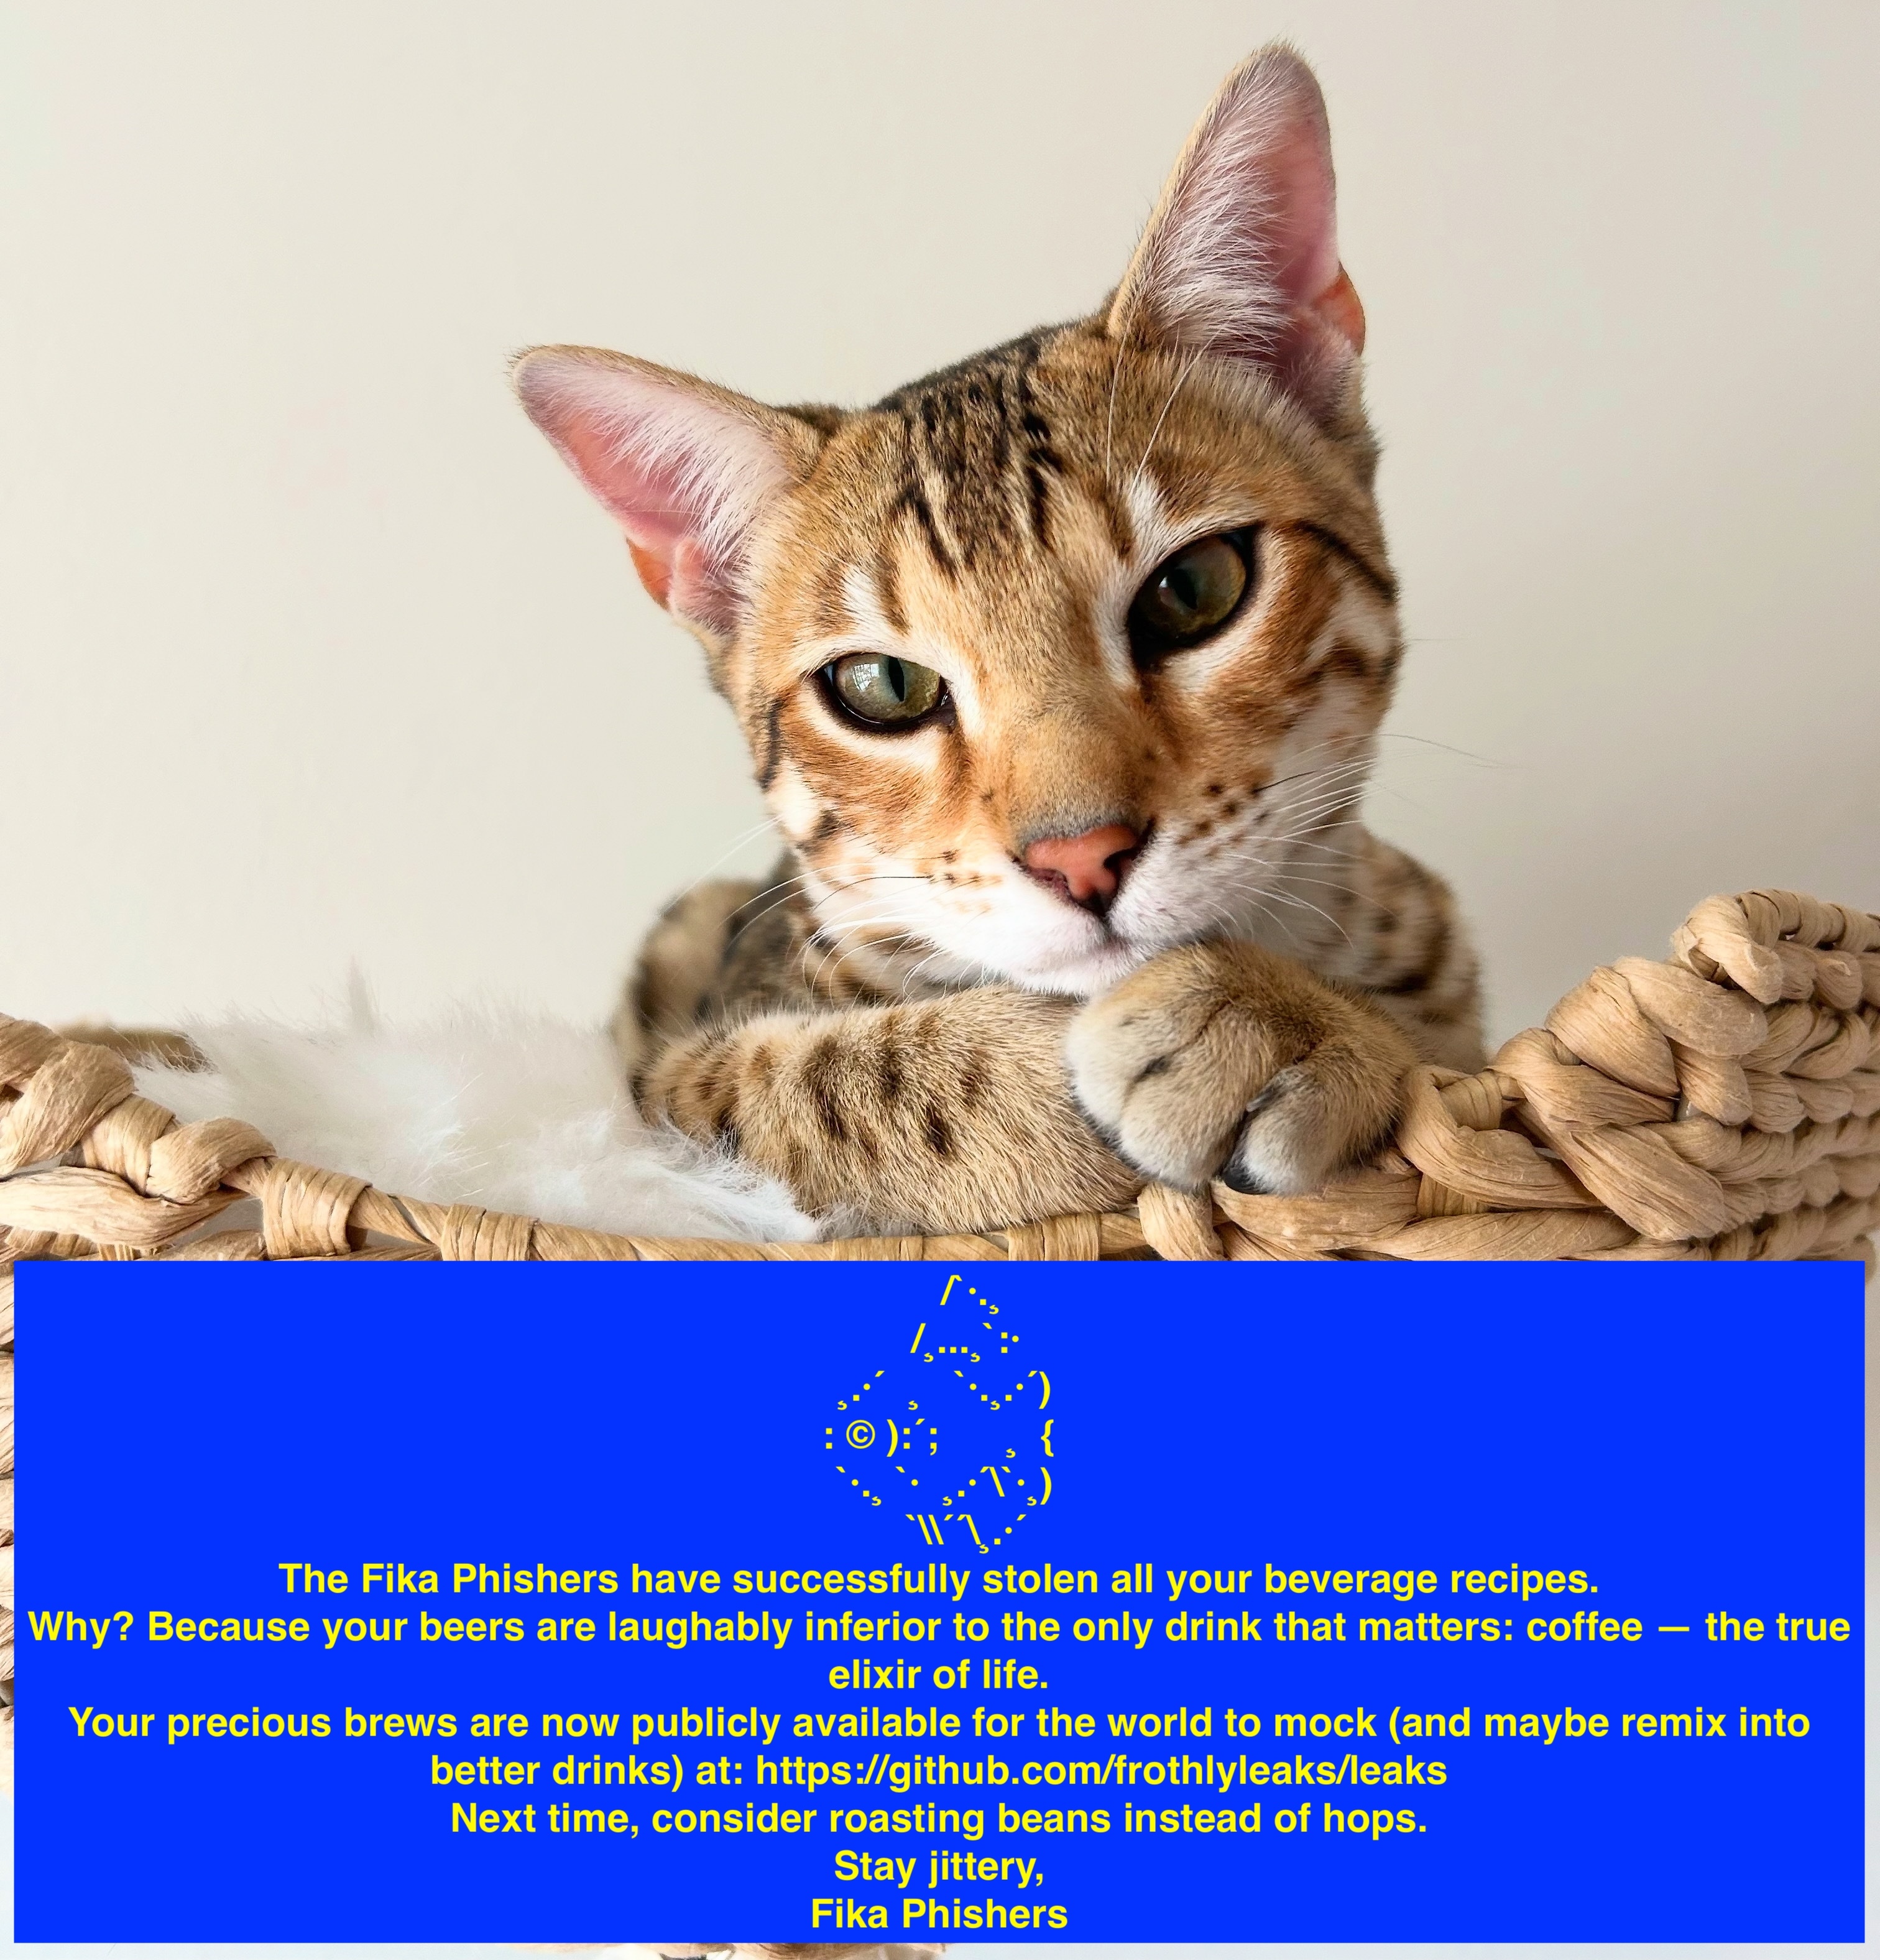 /`·.¸
/¸...¸`:·
¸.·´ ¸ `·.¸.·´)
: © ):´; ¸ {
`·.¸ `· ¸.·´\`·¸)
`\\´´\¸.·´
The Fika Phishers have successfully stolen all your beverage recipes.
Why? Because your beers are laughably inferior to the only drink that matters: coffee — the true
elixir of life.
Your precious brews are now publicly available for the world to mock (and maybe remix into
better drinks) at: https://github.com/frothlyleaks/leaks
Next time, consider roasting beans instead of hops.
Stay jittery,
Fika Phishers